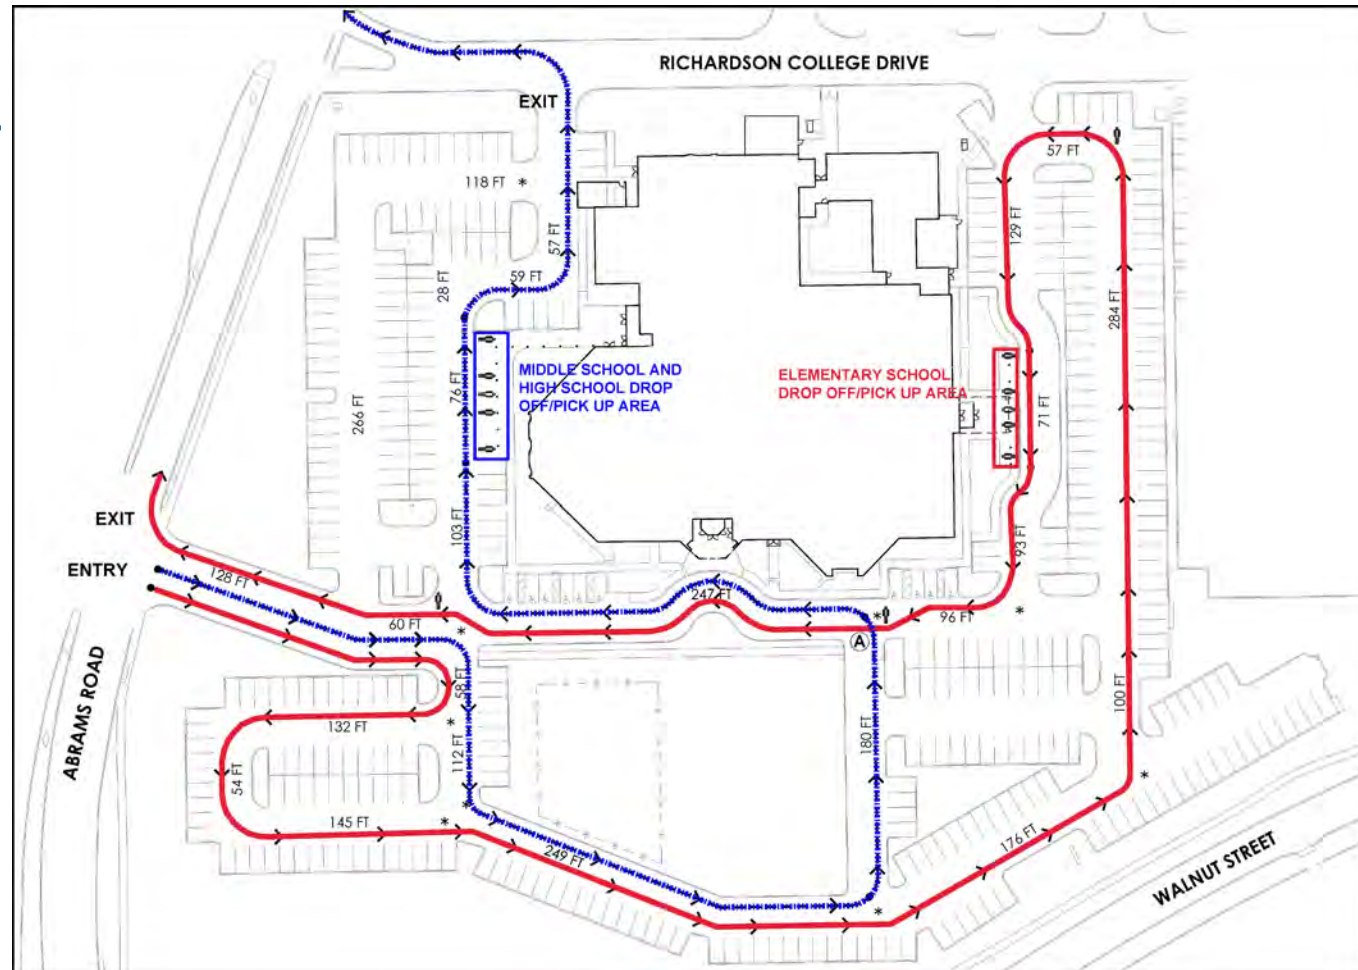 RICHARDSON COLLEGE DRIVE
EXIT
57 FT
118 FT
*
129 FT
57 FT
59 FT
28 FT
284 FT
MIDDLE SCHOOL AND
HIGH SCHOOL DROP
OFF/PICK UP AREA
ELEMENTARY SCHOOL
DROP OFF/PICK UP AREA
76 FT
266 FT
71 FT
EXIT
103 FT
93 FT
ENTRY
128 FT
247 FT
60 FT
*
*
96 FT
*
A
58 FT
132 FT
*
100 FT
112 FT
180 FT
54 FT
ABRAMS ROAD
145 FT
*
*
*
249 FT
176 FT
WALNUT STREET
*